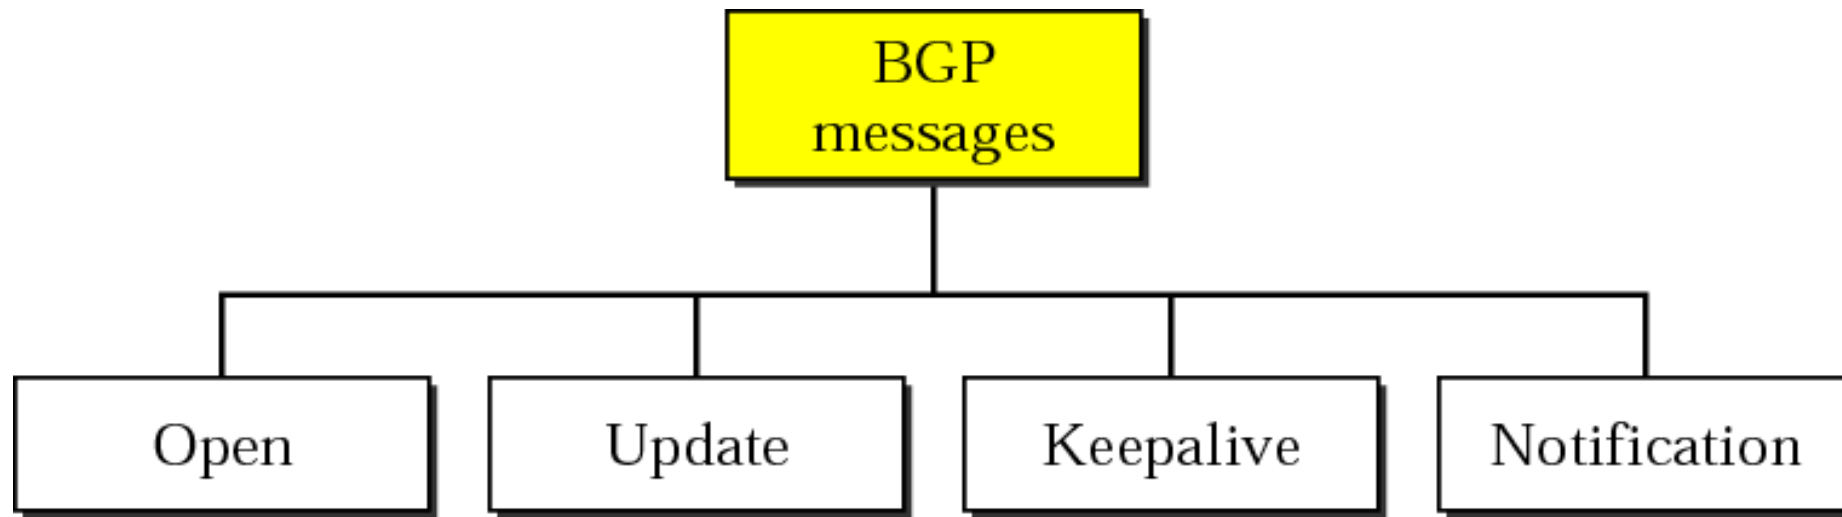 BGP
messages
Open
Update
Keepalive
Notification